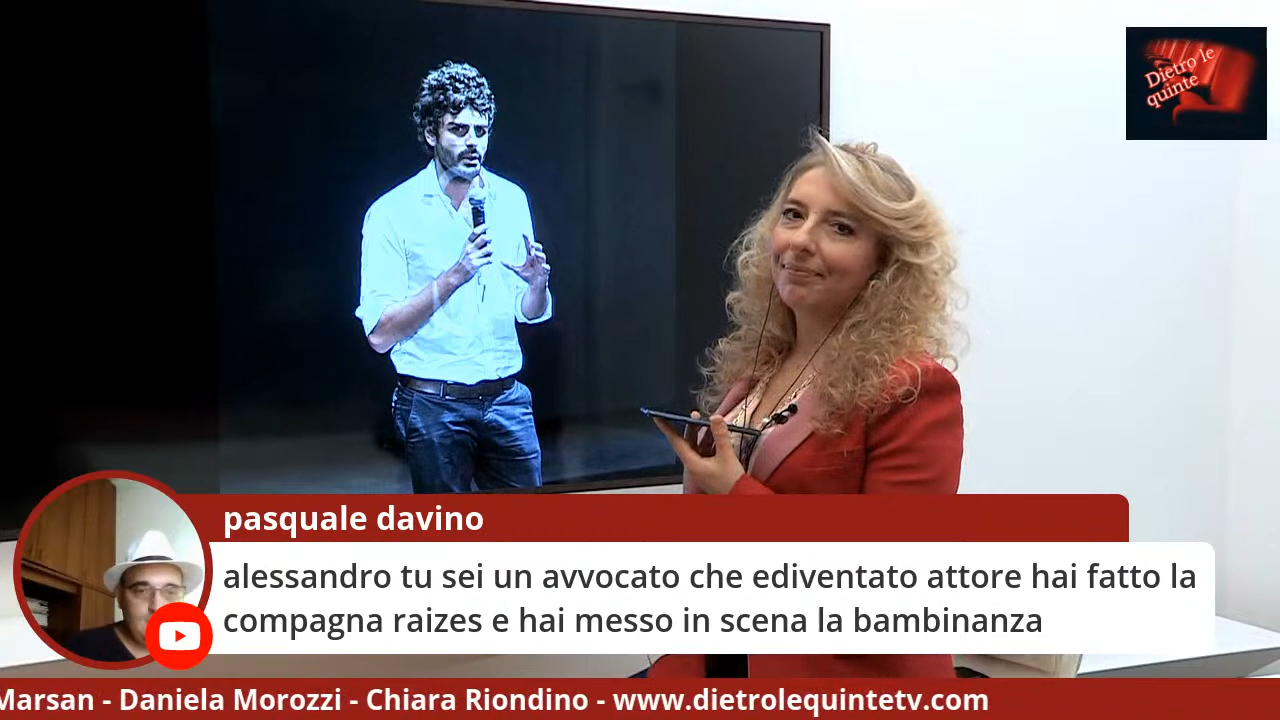 Dietro le
quinte
pasquale davino
alessandro tu sei un avvocato che ediventato attore hai fatto la
compagna raizes e hai messo in scena la bambinanza
Marsan - Daniela Morozzi - Chiara Riondino - www.dietrolequintetv.com